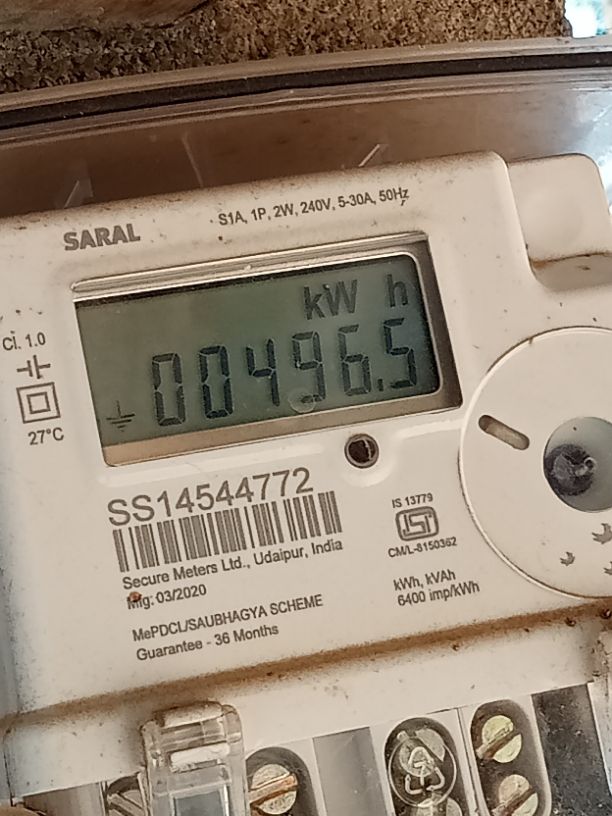 SARAL
S1A, 1P, 2W, 240V, 5-30A, 50Hz
kW h
00496.5
Cl. 1.0
27°C
SS14544772
Secure Meters Ltd., Udaipur, India
Mfg: 03/2020
MePDCL/SAUBHAGYA SCHEME
Guarantee - 36 Months
IS 13779
ISI
CM/L-8150362
kWh, kVAh
6400 imp/kWh